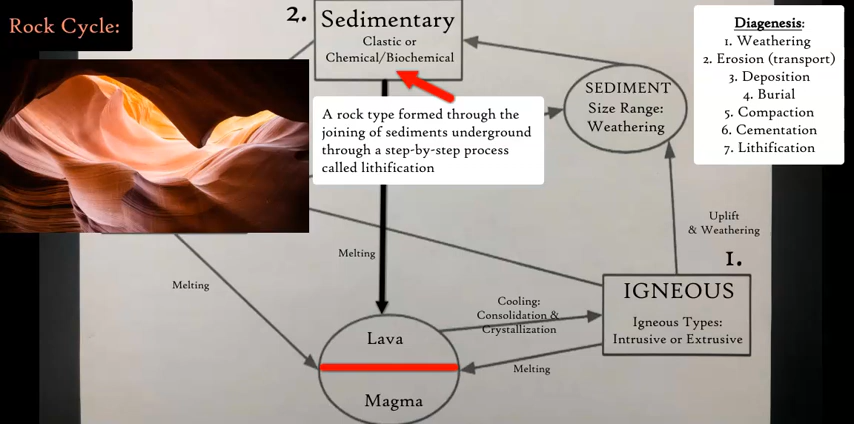 Rock Cycle:
2.
Sedimentary
Clastic or
Chemical/Biochemical
A rock type formed through the
joining of sediments underground
through a step-by-step process
called lithification
SEDIMENT
Size Range:
Weathering
Diagenesis:
1. Weathering
2. Erosion (transport)
3. Deposition
4. Burial
5. Compaction
6. Cementation
7. Lithification
Uplift
& Weathering
1.
IGNEOUS
Igneous Types:
Intrusive or Extrusive
Melting
Melting
Cooling:
Consolidation &
Crystallization
Melting
Lava
Magma